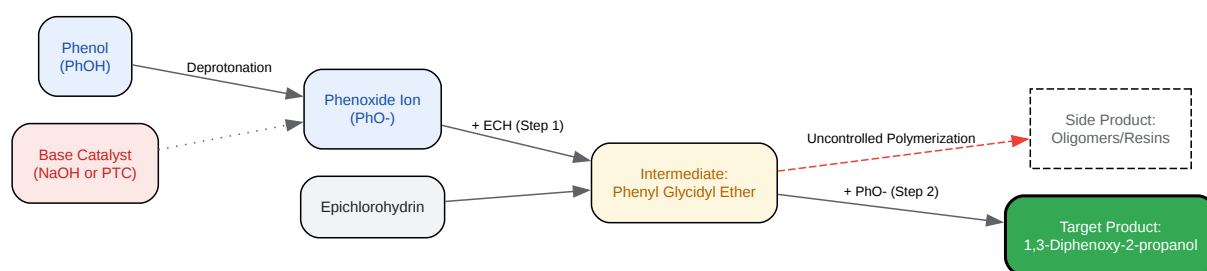 Phenol
(PhOH)
Deprotonation
Base Catalyst
(NaOH or PTC)
Phenoxide Ion
(PhO-)
+ ECH (Step 1)
Epichlorohydrin
Intermediate:
Phenyl Glycidyl Ether
Uncontrolled Polymerization
+ PhO- (Step 2)
Side Product:
Oligomers/Resins
Target Product:
1,3-Diphenoxy-2-propanol